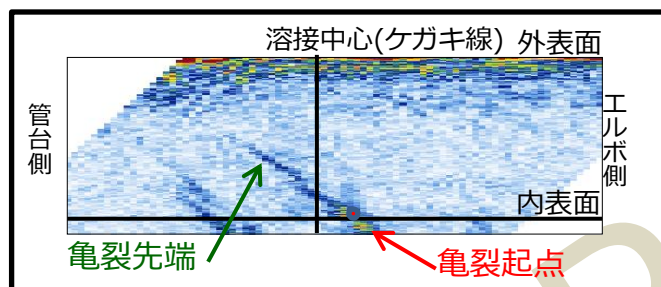 溶接中心(ケガキ線)
外表面
管台側
エルボ側
内表面
亀裂先端
亀裂起点